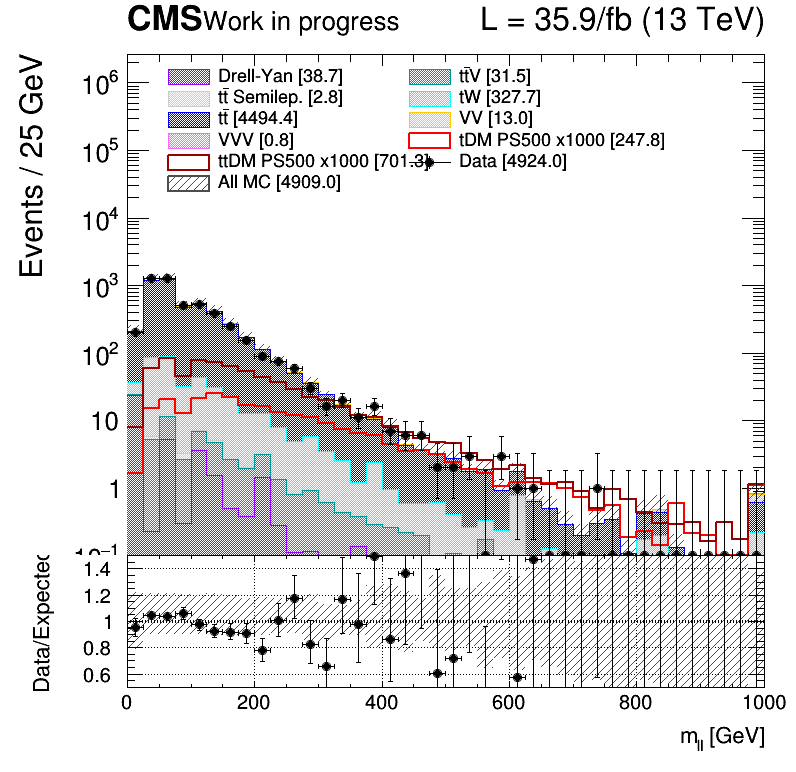 CMS Work in progress L = 35.9/fb (13 TeV)
Events / 25 GeV
Drell-Yan [38.7] tt̄V [31.5]
tt̄ Semilep. [2.8] tW [327.7]
tt̄ [4494.4] VV [13.0]
VVV [0.8] tDM PS500 x1000 [247.8]
ttDM PS500 x1000 [701.3] Data [4924.0]
All MC [4909.0]
10⁶
10⁵
10⁴
10³
10²
10
1
10⁻¹
Data/Expected
1.4
1.2
1
0.8
0.6
0 200 400 600 800 1000
m_ll [GeV]